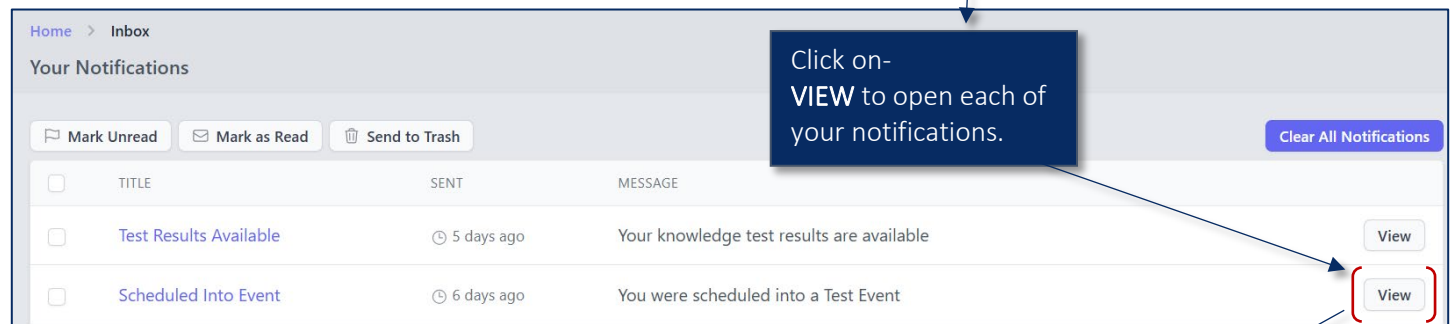 Home > Inbox
Your Notifications
Click on-
VIEW to open each of
your notifications.
Mark Unread Mark as Read Send to Trash Clear All Notifications
TITLE SENT MESSAGE
Test Results Available 5 days ago Your knowledge test results are available View
Scheduled Into Event 6 days ago You were scheduled into a Test Event View